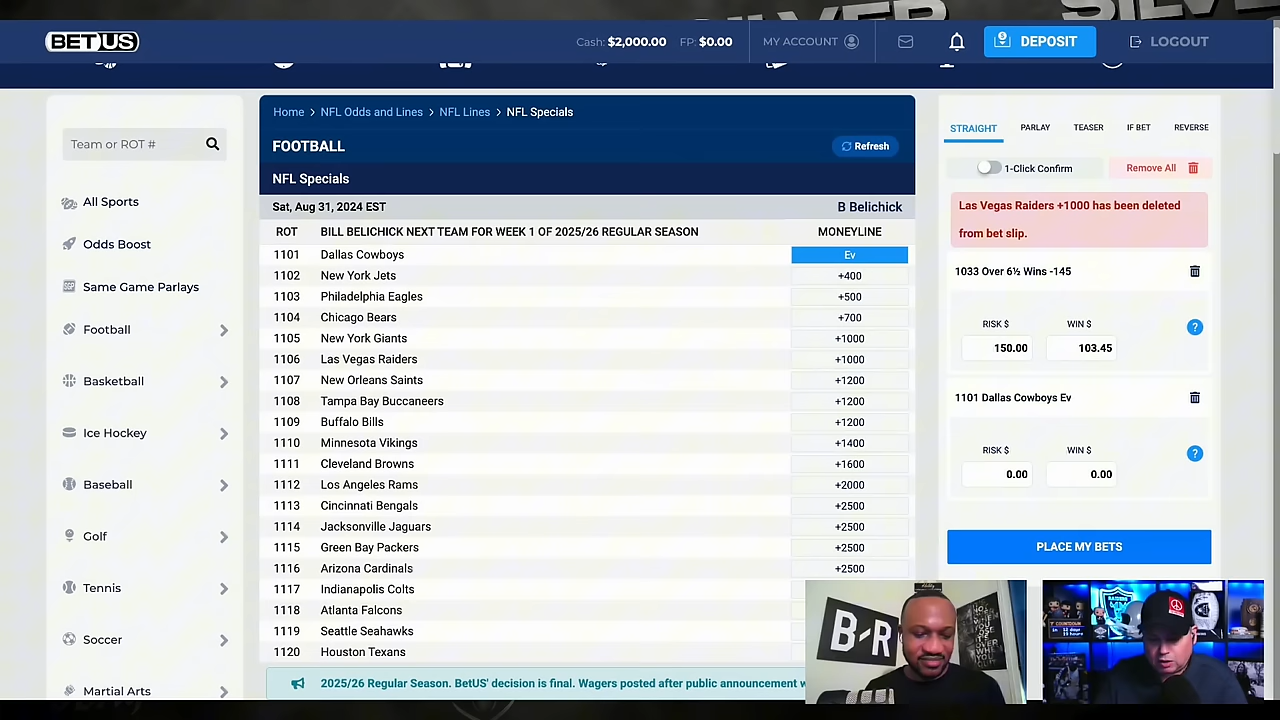 SILVER
SILVER
BETUS
Cash: $2,000.00 FP: $0.00
MY ACCOUNT
DEPOSIT
LOGOUT
Team or ROT #
All Sports
Odds Boost
Same Game Parlays
Football
Basketball
Ice Hockey
Baseball
Golf
Tennis
Soccer
Martial Arts
Home > NFL Odds and Lines > NFL Lines > NFL Specials
FOOTBALL
Refresh
NFL Specials
Sat, Aug 31, 2024 EST B Belichick
ROT BILL BELICHICK NEXT TEAM FOR WEEK 1 OF 2025/26 REGULAR SEASON MONEYLINE
1101 Dallas Cowboys Ev
1102 New York Jets +400
1103 Philadelphia Eagles +500
1104 Chicago Bears +700
1105 New York Giants +1000
1106 Las Vegas Raiders +1000
1107 New Orleans Saints +1200
1108 Tampa Bay Buccaneers +1200
1109 Buffalo Bills +1200
1110 Minnesota Vikings +1400
1111 Cleveland Browns +1600
1112 Los Angeles Rams +2000
1113 Cincinnati Bengals +2500
1114 Jacksonville Jaguars +2500
1115 Green Bay Packers +2500
1116 Arizona Cardinals +2500
1117 Indianapolis Colts
1118 Atlanta Falcons
1119 Seattle Seahawks
1120 Houston Texans
2025/26 Regular Season. BetUS' decision is final. Wagers posted after public announcement w
STRAIGHT PARLAY TEASER IF BET REVERSE
1-Click Confirm Remove All
Las Vegas Raiders +1000 has been deleted
from bet slip.
1033 Over 6½ Wins -145
RISK $ WIN $
150.00 103.45
?
1101 Dallas Cowboys Ev
RISK $ WIN $
0.00 0.00
?
PLACE MY BETS
B-R
RAIDERS
COUNTDOWN